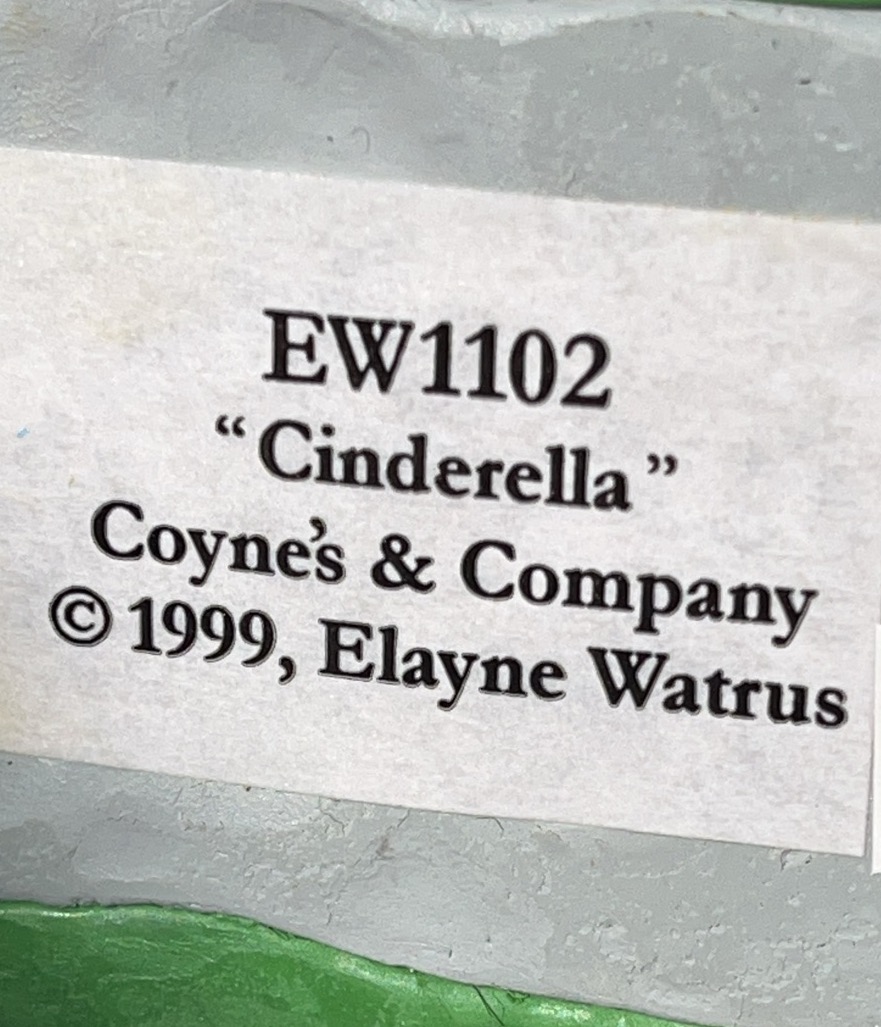 EW1102
“Cinderella”
Coyne's & Company
© 1999, Elayne Watrus